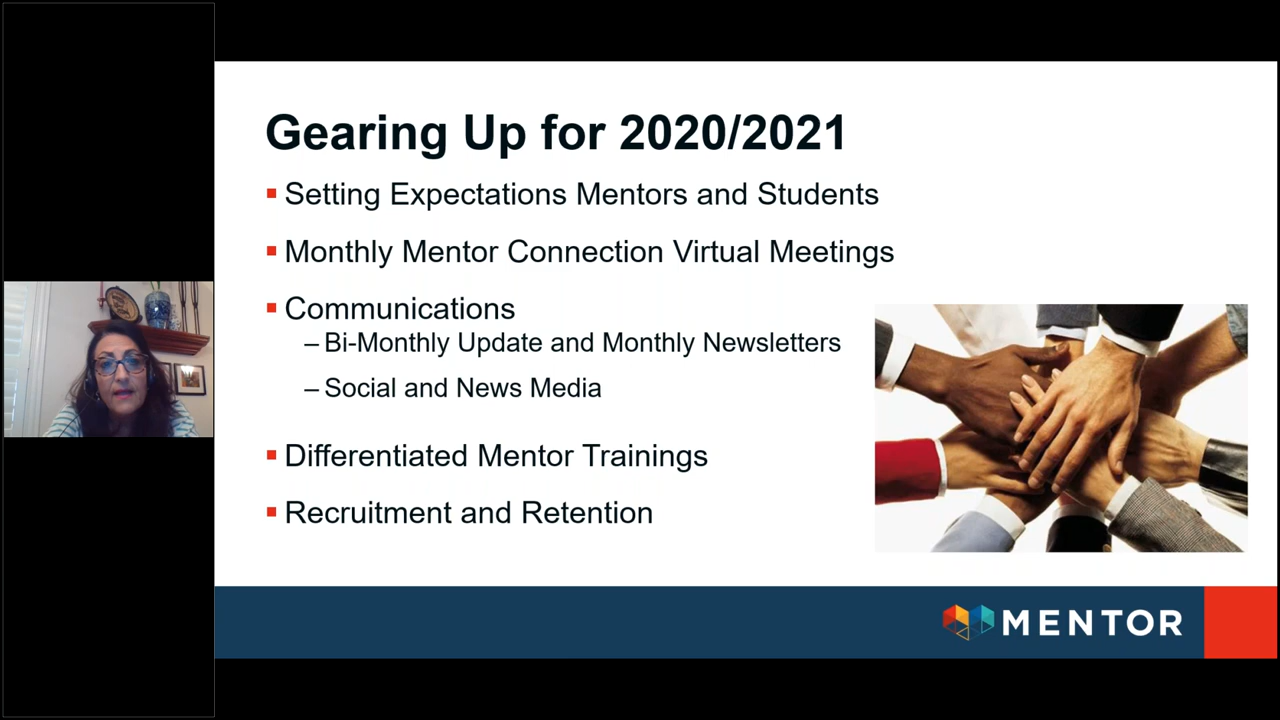 Gearing Up for 2020/2021
Setting Expectations Mentors and Students
Monthly Mentor Connection Virtual Meetings
Communications
– Bi-Monthly Update and Monthly Newsletters
– Social and News Media
Differentiated Mentor Trainings
Recruitment and Retention
MENTOR